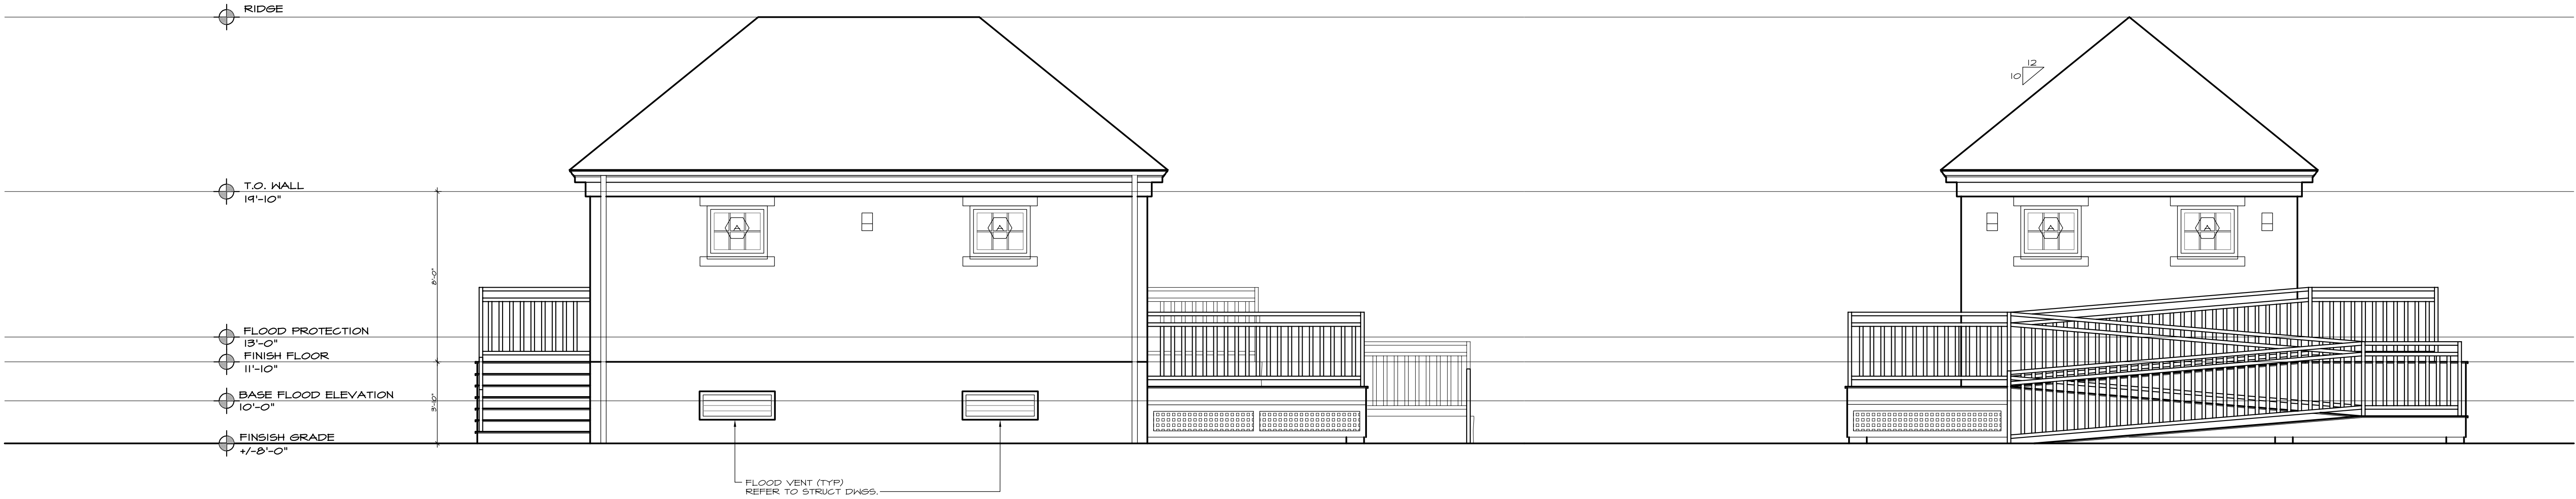 RIDGE
12
10
T.O. WALL
19'-10"
A
A
A
A
8'-0"
FLOOD PROTECTION
13'-0"
FINISH FLOOR
11'-10"
BASE FLOOD ELEVATION
10'-0"
3'-10"
FINSISH GRADE
+/-8'-0"
FLOOD VENT (TYP)
REFER TO STRUCT DWGS.